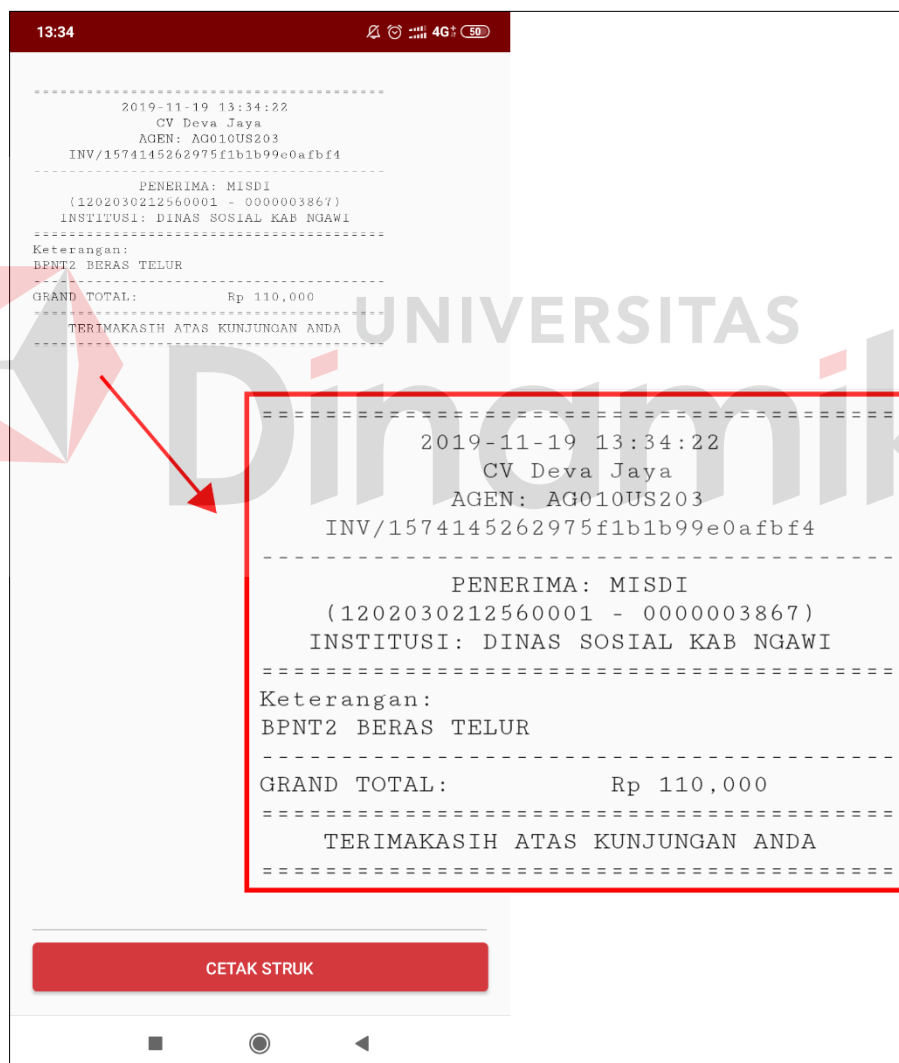 13:34
4G+ 50
========================================
2019-11-19 13:34:22
CV Deva Jaya
AGEN: AG010US203
INV/1574145262975f1b1b99e0afbf4
----------------------------------------
PENERIMA: MISDI
(1202030212560001 - 0000003867)
INSTITUSI: DINAS SOSIAL KAB NGAWI
========================================
Keterangan:
BPNT2 BERAS TELUR
----------------------------------------
GRAND TOTAL: Rp 110,000
----------------------------------------
TERIMAKASIH ATAS KUNJUNGAN ANDA
----------------------------------------
UNIVERSITAS
Dinamik
========================================
2019-11-19 13:34:22
CV Deva Jaya
AGEN: AG010US203
INV/1574145262975f1b1b99e0afbf4
----------------------------------------
PENERIMA: MISDI
(1202030212560001 - 0000003867)
INSTITUSI: DINAS SOSIAL KAB NGAWI
========================================
Keterangan:
BPNT2 BERAS TELUR
----------------------------------------
GRAND TOTAL: Rp 110,000
========================================
TERIMAKASIH ATAS KUNJUNGAN ANDA
========================================
CETAK STRUK